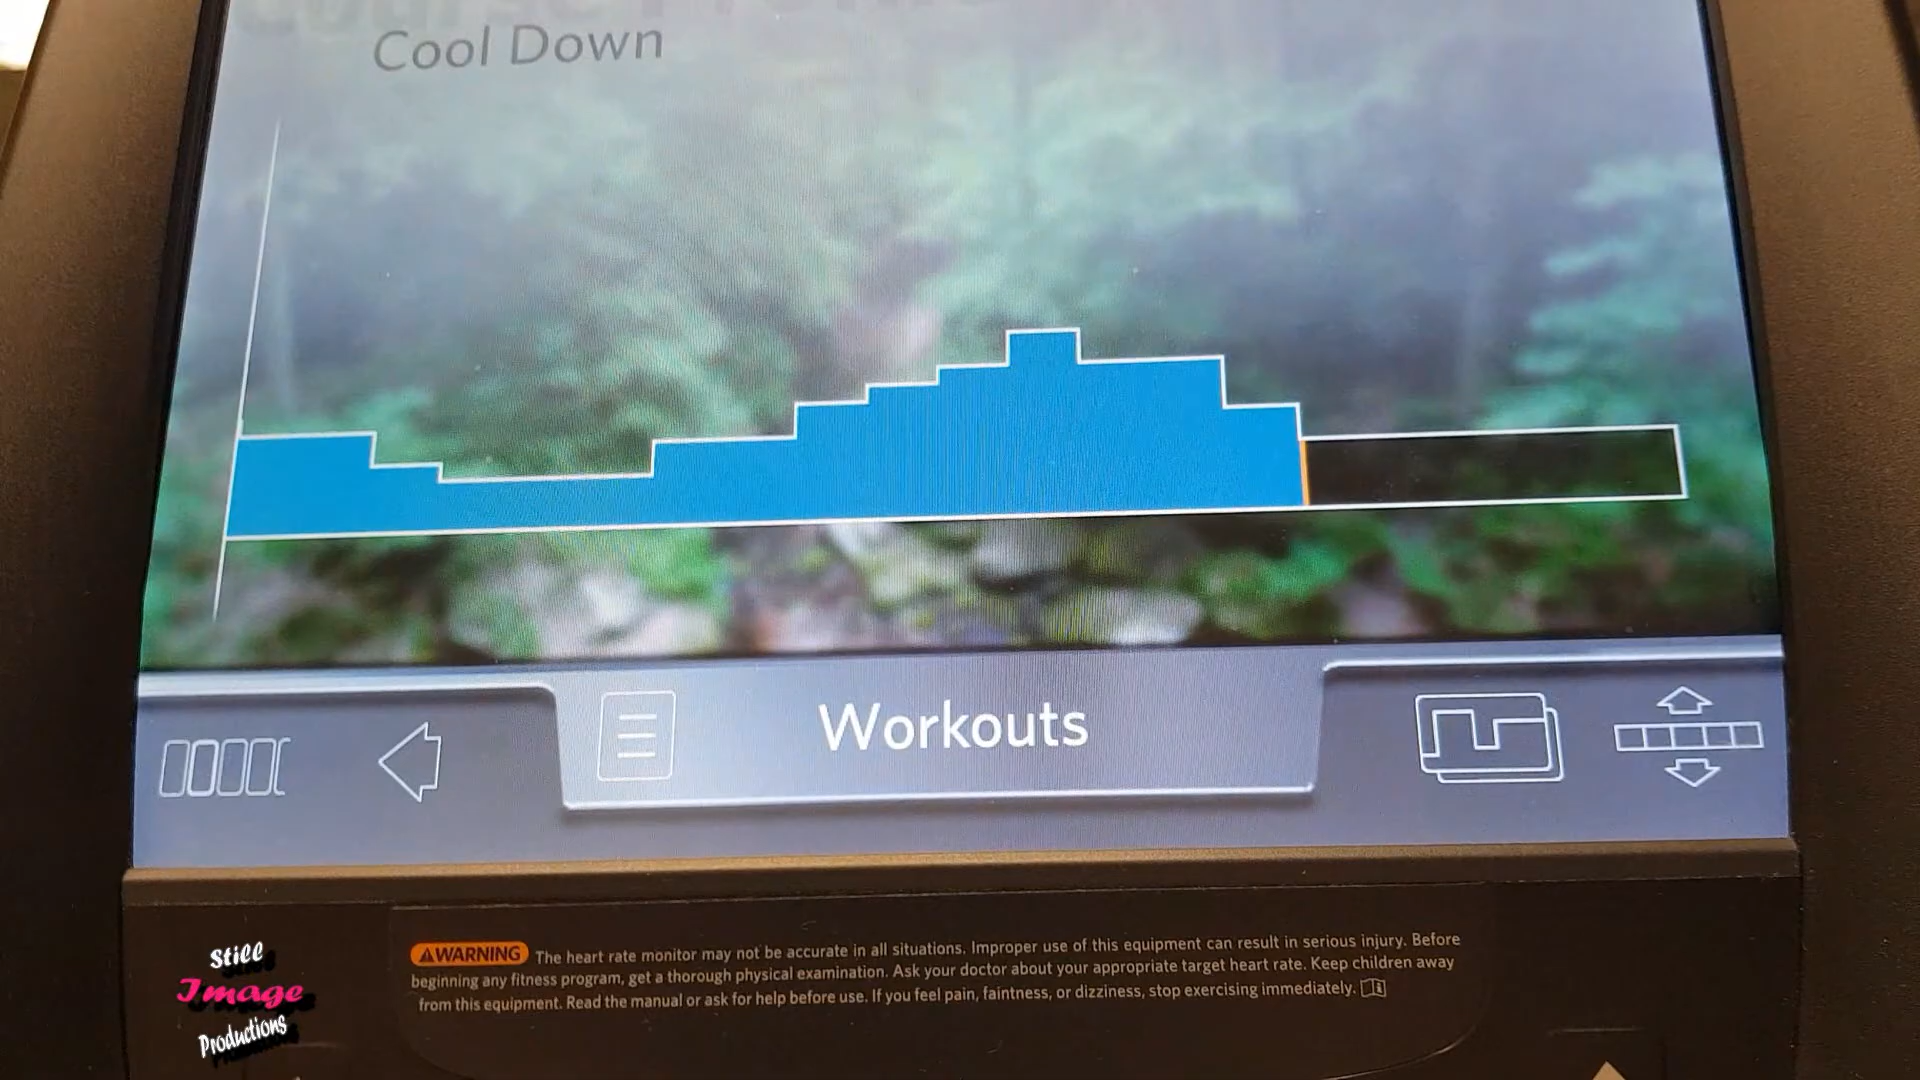 Course Profile
Cool Down
Workouts
WARNING The heart rate monitor may not be accurate in all situations. Improper use of this equipment can result in serious injury. Before
beginning any fitness program, get a thorough physical examination. Ask your doctor about your appropriate target heart rate. Keep children away
from this equipment. Read the manual or ask for help before use. If you feel pain, faintness, or dizziness, stop exercising immediately.
Still
Image
Productions